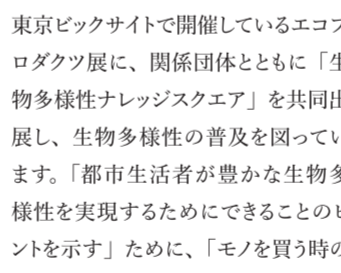 東京ビックサイトで開催しているエコプ
ロダクツ展に、関係団体とともに「生
物多様性ナレッジスクエア」を共同出
展し、生物多様性の普及を図ってい
ます。「都市生活者が豊かな生物多
様性を実現するためにできることのヒ
ントを示す」ために、「モノを買う時の